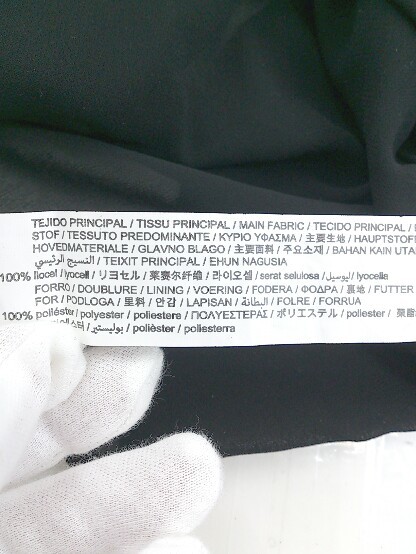 TEJIDO PRINCIPAL / TISSU PRINCIPAL / MAIN FABRIC / TECIDO PRINCIPAL /
STOF / TESSUTO PREDOMINANTE / ΚΥΡΙΟ ΥΦΑΣΜΑ / 主要生地 / HAUPTSTOFF
HOVEDMATERIALE / GLAVNO BLAGO / 主要面料 / 주요소재 / BAHAN KAIN UTA
النسيج الرئيسي / TEIXIT PRINCIPAL / EHUN NAGUSIA
100% liocel / lyocell / リヨセル / 莱赛尔纤维 / 라이오셀 / serat selulosa / ليوسيل / lyocella
FORRO / DOUBLURE / LINING / VOERING / FODERA / ΦΟΔΡΑ / 裏地 / FUTTER
FOR / PODLOGA / 里料 / 안감 / LAPISAN / البطانة / FOLRE / FORRUA
100% poliéster / polyester / poliestere / ΠΟΛΥΕΣΤΕΡΑΣ / ポリエステル / poliester / 聚酯
بوليستير / polièster / poliesterra